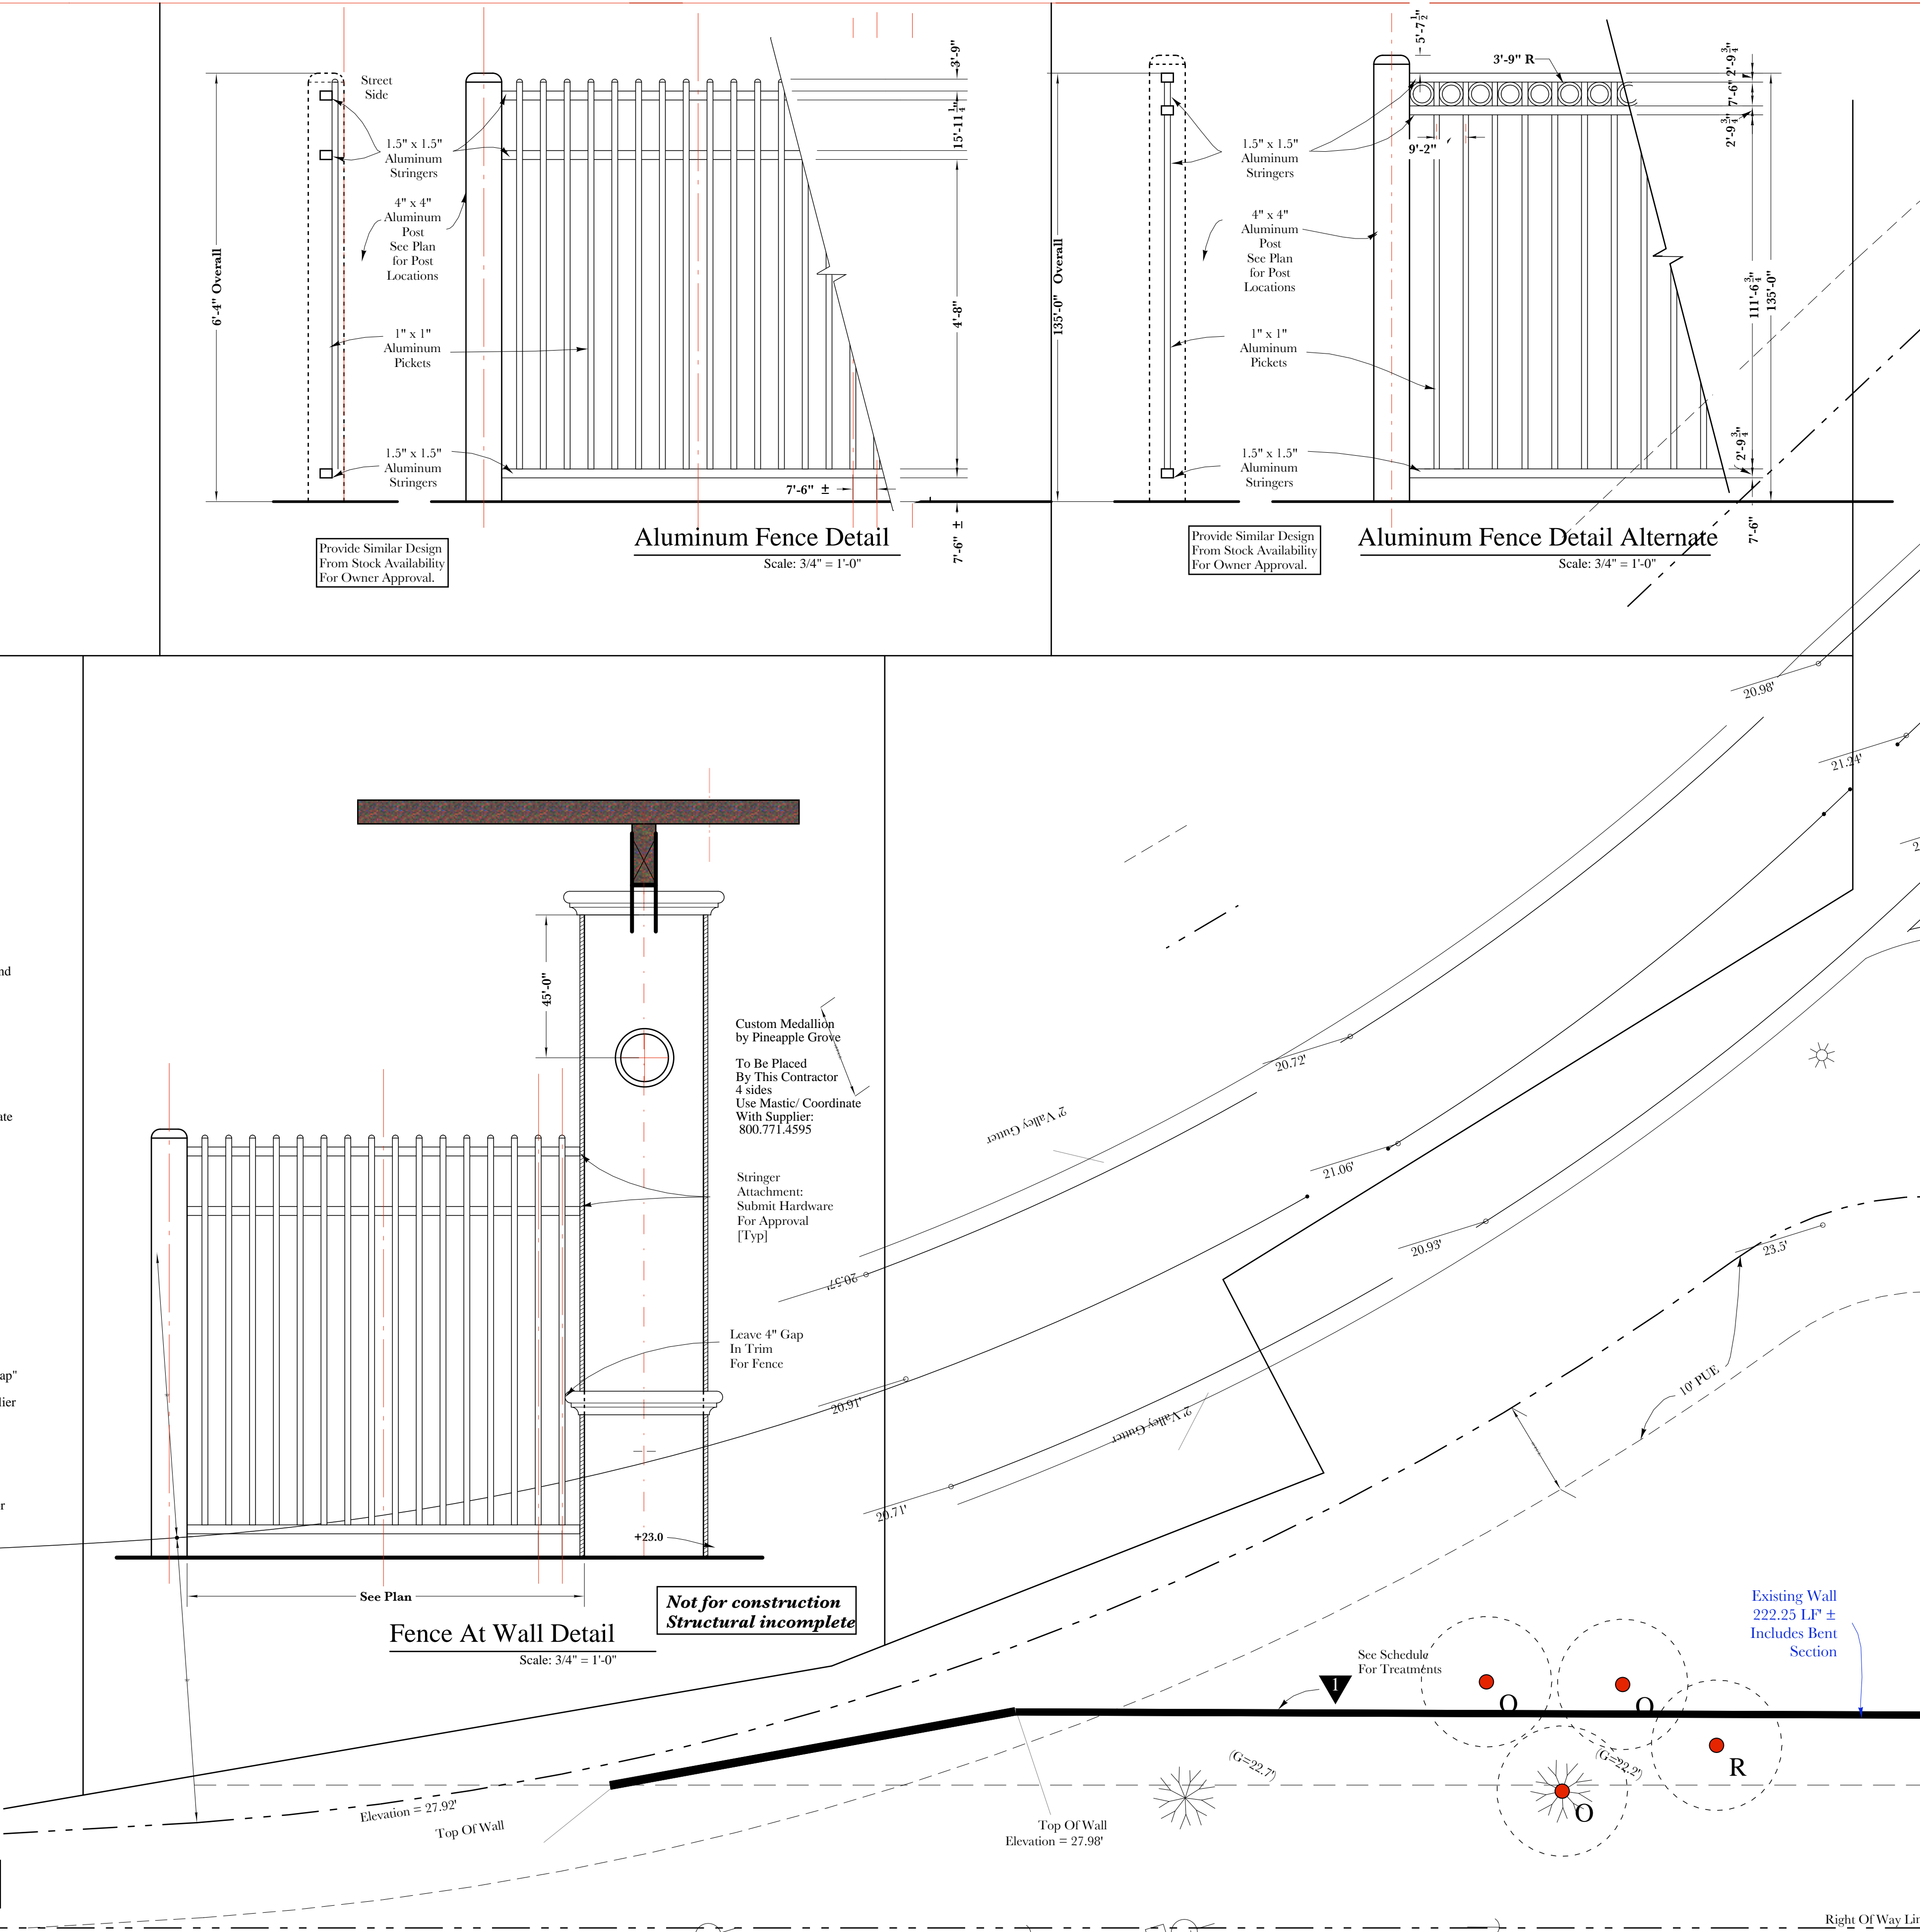 Street
Side
1.5" x 1.5"
Aluminum
Stringers
4" x 4"
Aluminum
Post
See Plan
for Post
Locations
1" x 1"
Aluminum
Pickets
1.5" x 1.5"
Aluminum
Stringers
6'-4" Overall
3'-9"
15'-11 1/4"
4'-8"
7'-6" ±
7'-6" ±
Provide Similar Design
From Stock Availability
For Owner Approval.
Aluminum Fence Detail
Scale: 3/4" = 1'-0"
135'-0" Overall
1.5" x 1.5"
Aluminum
Stringers
4" x 4"
Aluminum
Post
See Plan
for Post
Locations
1" x 1"
Aluminum
Pickets
1.5" x 1.5"
Aluminum
Stringers
5'-7 1/2"
3'-9" R
9'-2"
2'-9 3/4"
7'-6"
2'-9 3/4"
111'-6 3/4"
135'-0"
2'-9 3/4"
7'-6"
Provide Similar Design
From Stock Availability
For Owner Approval.
Aluminum Fence Detail Alternate
Scale: 3/4" = 1'-0"
nd
ate
ap"
lier
r
45'-0"
Custom Medallion
by Pineapple Grove
To Be Placed
By This Contractor
4 sides
Use Mastic/ Coordinate
With Supplier:
800.771.4595
Stringer
Attachment:
Submit Hardware
For Approval
[Typ]
Leave 4" Gap
In Trim
For Fence
+23.0
See Plan
Not for construction
Structural incomplete
Fence At Wall Detail
Scale: 3/4" = 1'-0"
20.98'
21.24'
20.72'
2' Valley Gutter
21.06'
20.93'
23.5'
20.57'
20.91'
2' Valley Gutter
20.71'
10' PUE
Existing Wall
222.25 LF' ±
Includes Bent
Section
See Schedule
For Treatments
1
O
O
R
O
(G=22.7')
(G=22.2')
Elevation = 27.92'
Top Of Wall
Top Of Wall
Elevation = 27.98'
Right Of Way Lin